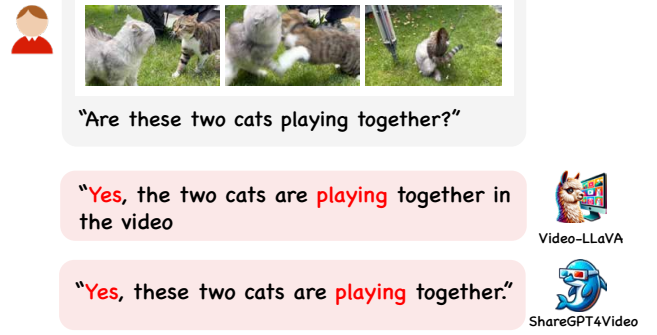 “Are these two cats playing together?”
“Yes, the two cats are playing together in
the video
Video-LLaVA
“Yes, these two cats are playing together.”
ShareGPT4Video